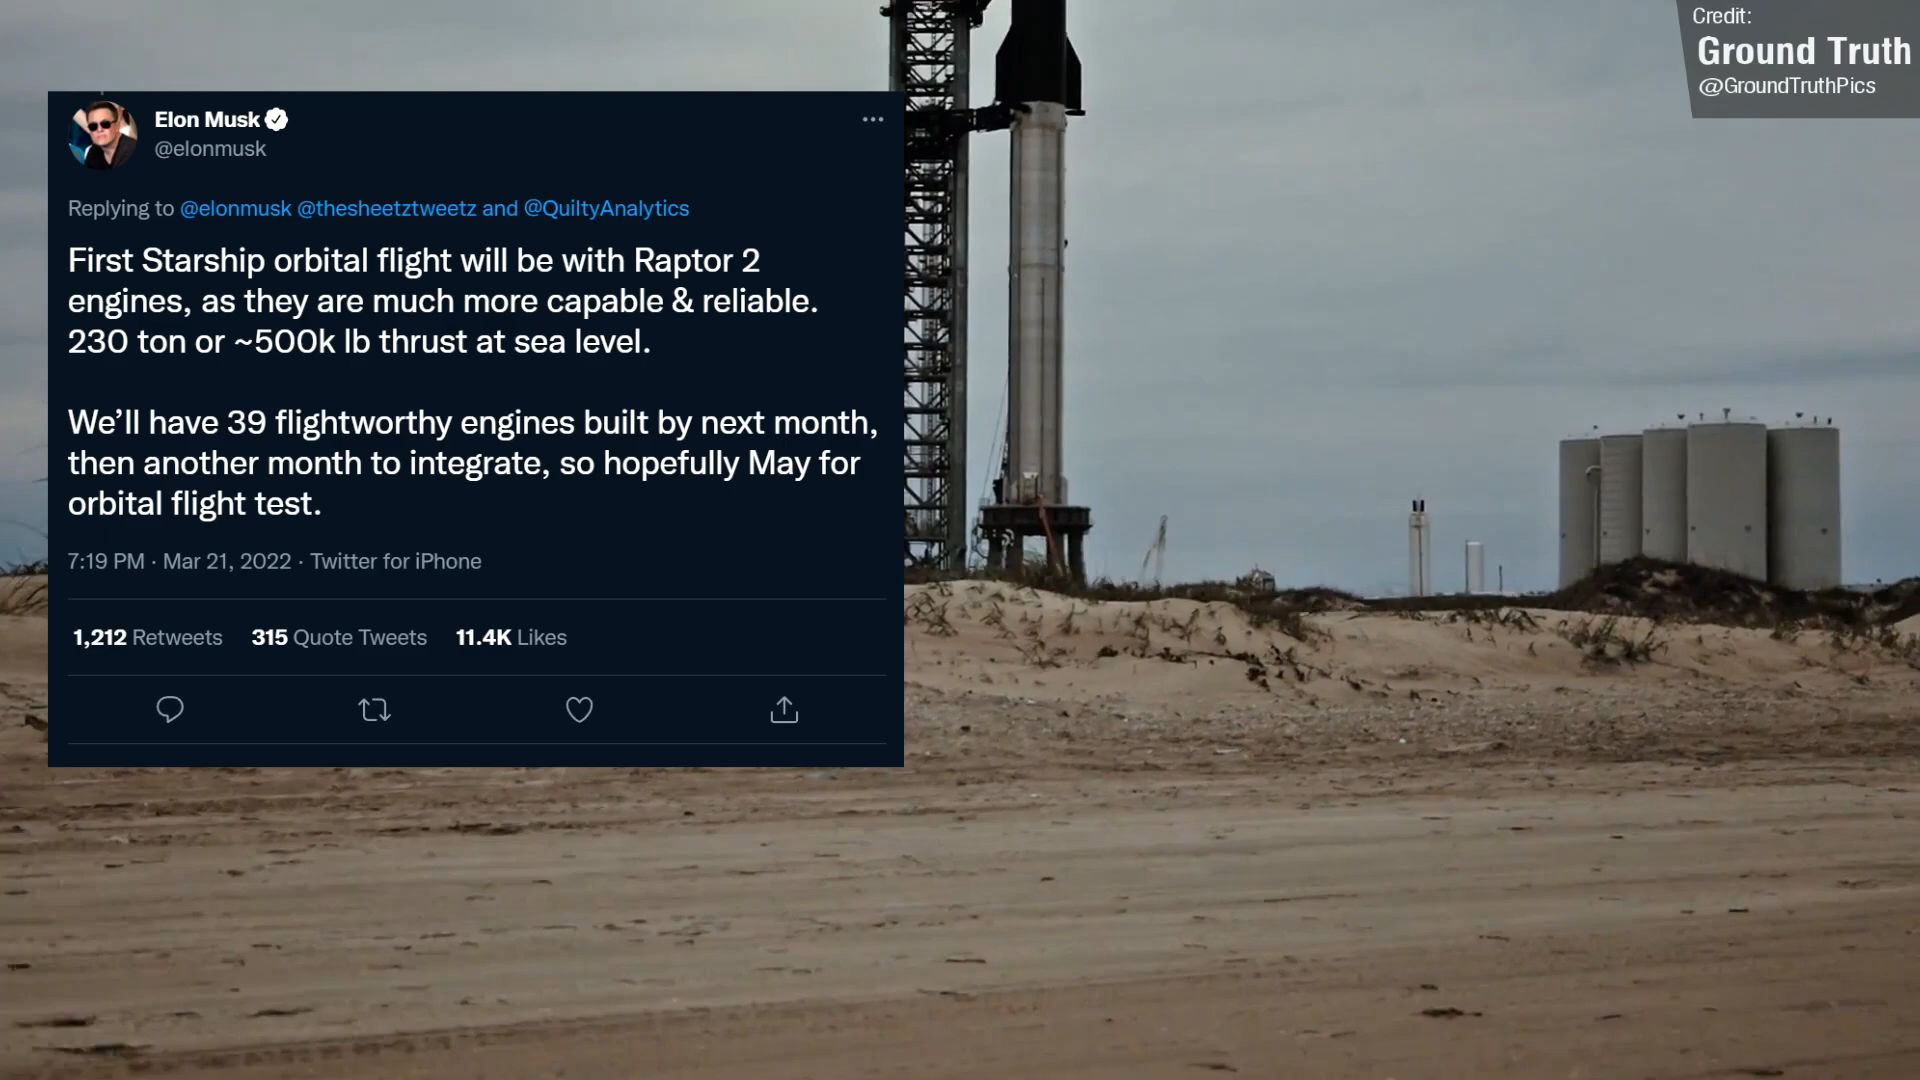 Credit:
Ground Truth
@GroundTruthPics
Elon Musk
@elonmusk
Replying to @elonmusk @thesheetztweetz and @QuiltyAnalytics
First Starship orbital flight will be with Raptor 2
engines, as they are much more capable & reliable.
230 ton or ~500k lb thrust at sea level.
We’ll have 39 flightworthy engines built by next month,
then another month to integrate, so hopefully May for
orbital flight test.
7:19 PM · Mar 21, 2022 · Twitter for iPhone
1,212 Retweets 315 Quote Tweets 11.4K Likes